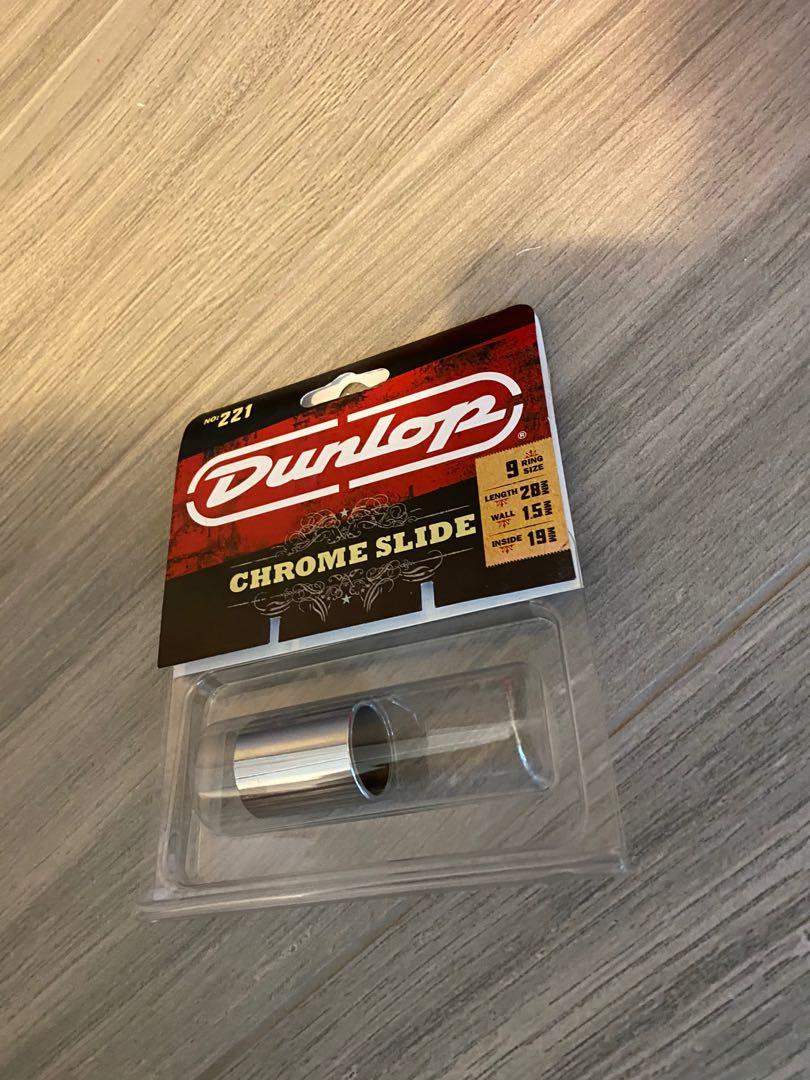 NO: 221
Dunlop®
9 RING SIZE
LENGTH 28 MM
WALL 1.5 MM
INSIDE 19 MM
CHROME SLIDE